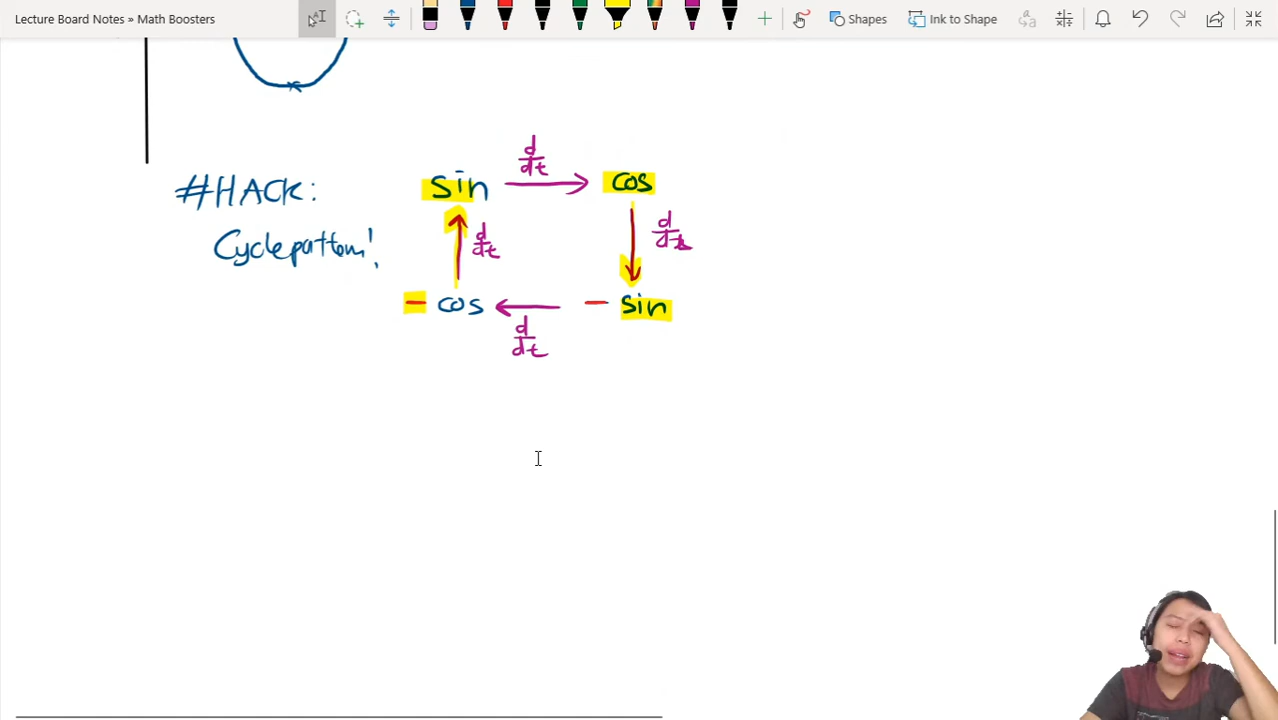 Lecture Board Notes » Math Boosters
Shapes
Ink to Shape
#HACK:
Cycle pattern!
sin d/dt cos
d/dt d/dt
- cos - sin
d/dt